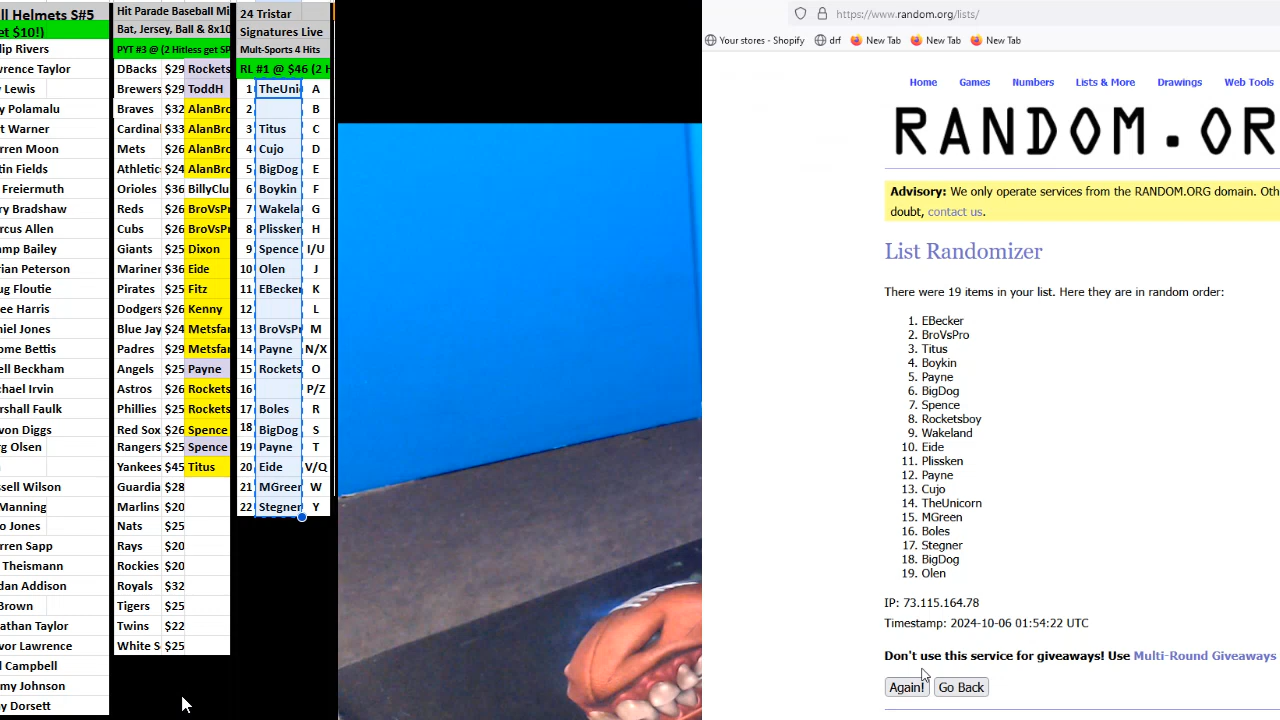 ll Helmets S#5
et $10!)
lip Rivers
wrence Taylor
y Lewis
y Polamalu
t Warner
rren Moon
tin Fields
Freiermuth
ry Bradshaw
rcus Allen
amp Bailey
rian Peterson
ug Floutie
ee Harris
niel Jones
ome Bettis
ell Beckham
chael Irvin
rshall Faulk
von Diggs
rg Olsen
ssell Wilson
Manning
o Jones
rren Sapp
Theismann
dan Addison
Brown
athan Taylor
vor Lawrence
l Campbell
my Johnson
y Dorsett
Hit Parade Baseball Mi
Bat, Jersey, Ball & 8x10
PYT #3 @ (2 Hitless get SP
DBacks $29 Rockets
Brewers $29 ToddH
Braves $32 AlanBro
Cardinal $33 AlanBro
Mets $26 AlanBro
Athletic $24 AlanBro
Orioles $36 BillyClu
Reds $26 BroVsPr
Cubs $26 BroVsPr
Giants $25 Dixon
Mariner $36 Eide
Pirates $25 Fitz
Dodgers $26 Kenny
Blue Jay $24 Metsfar
Padres $29 Metsfar
Angels $25 Payne
Astros $26 Rockets
Phillies $25 Rockets
Red Sox $26 Spence
Rangers $25 Spence
Yankees $45 Titus
Guardia $28
Marlins $20
Nats $25
Rays $20
Rockies $20
Royals $32
Tigers $25
Twins $22
White S $25
24 Tristar
Signatures Live
Mult-Sports 4 Hits
RL #1 @ $46 (2 H
1 TheUni A
2 B
3 Titus C
4 Cujo D
5 BigDog E
6 Boykin F
7 Wakela G
8 Plissken H
9 Spence I/U
10 Olen J
11 EBecker K
12 L
13 BroVsPr M
14 Payne N/X
15 Rockets O
16 P/Z
17 Boles R
18 BigDog S
19 Payne T
20 Eide V/Q
21 MGreer W
22 Stegner Y
https://www.random.org/lists/
Your stores - Shopify drf New Tab New Tab New Tab
Home Games Numbers Lists & More Drawings Web Tools
RANDOM.OR
Advisory: We only operate services from the RANDOM.ORG domain. Oth
doubt, contact us.
List Randomizer
There were 19 items in your list. Here they are in random order:
1. EBecker
2. BroVsPro
3. Titus
4. Boykin
5. Payne
6. BigDog
7. Spence
8. Rocketsboy
9. Wakeland
10. Eide
11. Plissken
12. Payne
13. Cujo
14. TheUnicorn
15. MGreen
16. Boles
17. Stegner
18. BigDog
19. Olen
IP: 73.115.164.78
Timestamp: 2024-10-06 01:54:22 UTC
Don't use this service for giveaways! Use Multi-Round Giveaways
Again! Go Back